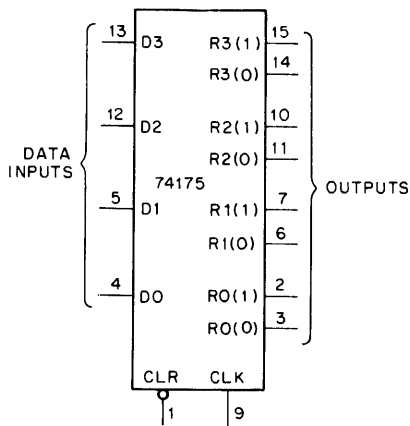 13 D3 R3(1) 15
R3(0) 14
12 D2 R2(1) 10
DATA INPUTS R2(0) 11
74175 OUTPUTS
5 D1 R1(1) 7
R1(0) 6
4 D0 R0(1) 2
R0(0) 3
CLR CLK
1 9